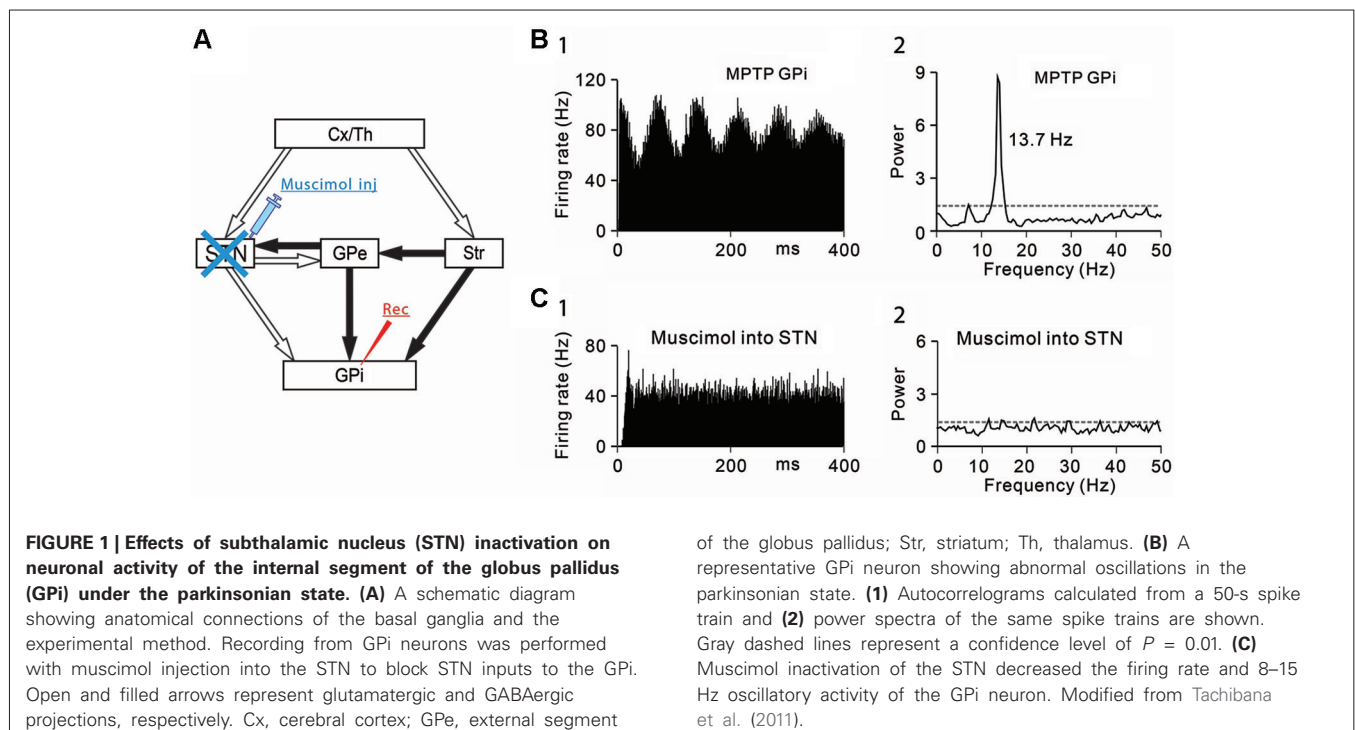 A
Cx/Th
Muscimol inj
STN
GPe
Str
Rec
GPi
B
1
MPTP GPi
Firing rate (Hz)
120
80
40
0
0
200
ms
400
2
MPTP GPi
Power
9
6
3
0
13.7 Hz
0
10
20
30
40
50
Frequency (Hz)
C
1
Muscimol into STN
Firing rate (Hz)
80
40
0
0
200
ms
400
2
Muscimol into STN
Power
6
3
0
0
10
20
30
40
50
Frequency (Hz)
FIGURE 1 | Effects of subthalamic nucleus (STN) inactivation on
neuronal activity of the internal segment of the globus pallidus
(GPi) under the parkinsonian state. (A) A schematic diagram
showing anatomical connections of the basal ganglia and the
experimental method. Recording from GPi neurons was performed
with muscimol injection into the STN to block STN inputs to the GPi.
Open and filled arrows represent glutamatergic and GABAergic
projections, respectively. Cx, cerebral cortex; GPe, external segment
of the globus pallidus; Str, striatum; Th, thalamus. (B) A
representative GPi neuron showing abnormal oscillations in the
parkinsonian state. (1) Autocorrelograms calculated from a 50-s spike
train and (2) power spectra of the same spike trains are shown.
Gray dashed lines represent a confidence level of P = 0.01. (C)
Muscimol inactivation of the STN decreased the firing rate and 8–15
Hz oscillatory activity of the GPi neuron. Modified from Tachibana
et al. (2011).